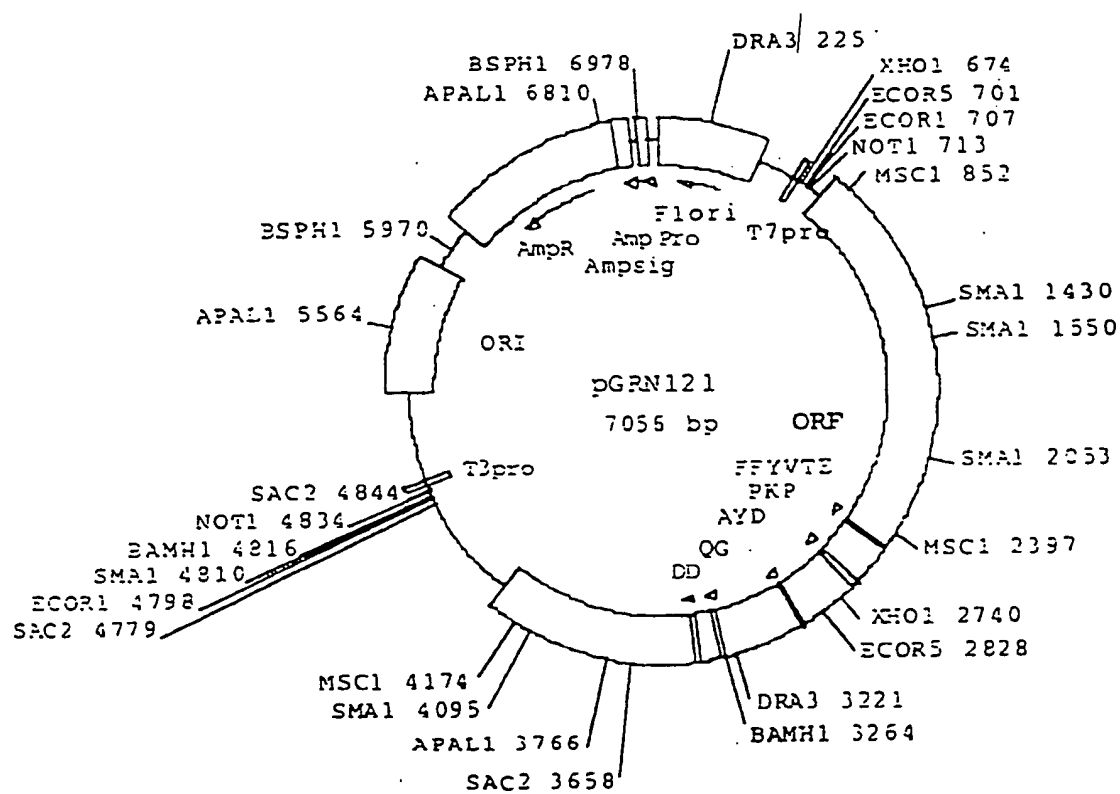 DRA3 225
BSPH1 6978
XHO1 674
APAL1 6810
ECOR5 701
ECOR1 707
NOT1 713
MSC1 852
F1ori
T7pro
BSPH1 5970
AmpR
Amp Pro
Ampsig
SMA1 1430
APAL1 5564
SMA1 1550
ORI
pGRN121
7056 bp
ORF
SMA1 2053
FFYVTE
T3pro
PKP
SAC2 4844
AYD
NOT1 4834
MSC1 2397
BAMH1 4816
QG
SMA1 4810
DD
ECOR1 4798
XHO1 2740
SAC2 4779
ECOR5 2828
MSC1 4174
DRA3 3221
SMA1 4095
BAMH1 3264
APAL1 3766
SAC2 3658